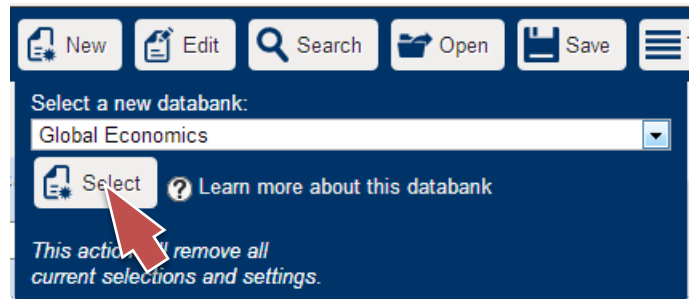 New Edit Search Open Save
Select a new databank:
Global Economics
Select ? Learn more about this databank
This action remove all
current selections and settings.